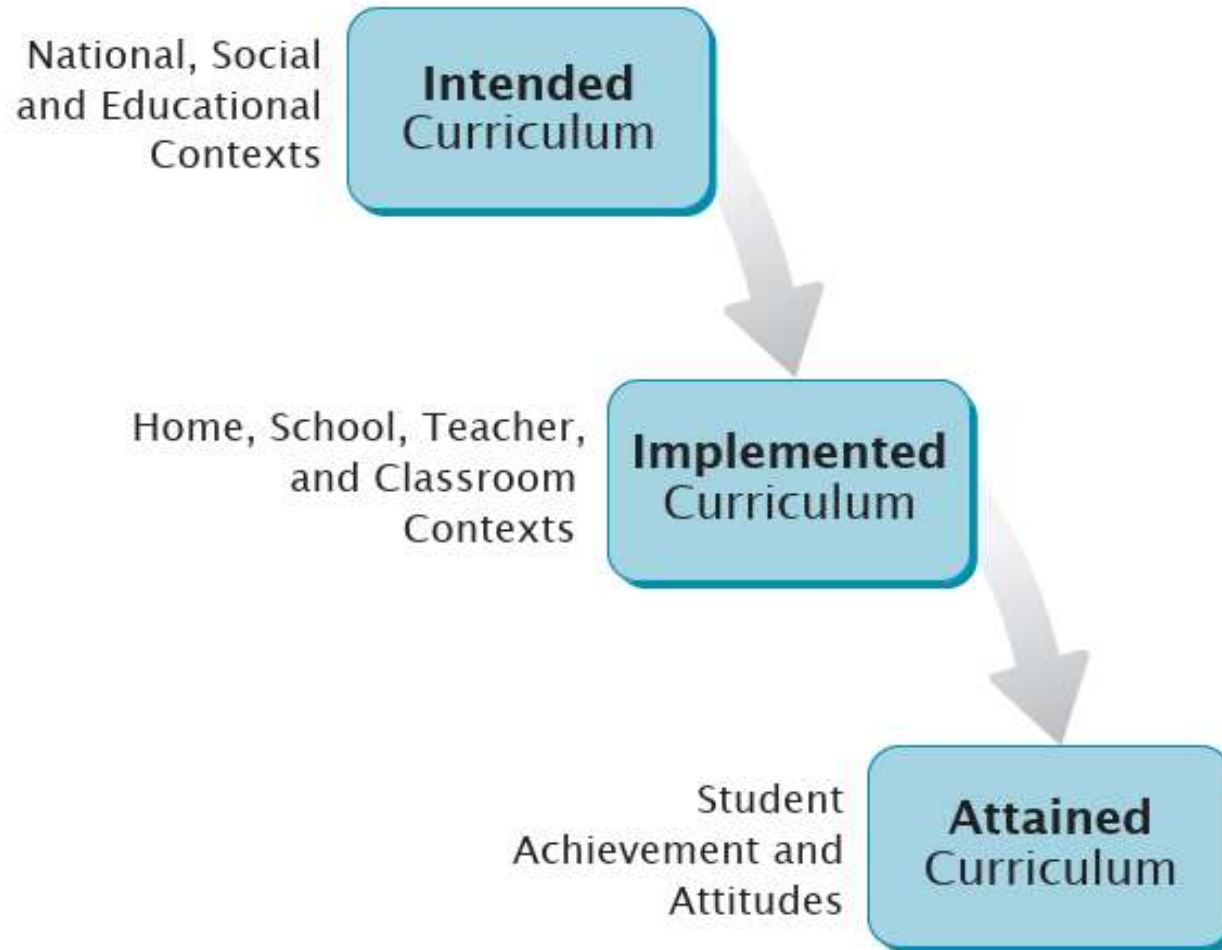 National, Social
and Educational
Contexts
Intended
Curriculum
Home, School, Teacher,
and Classroom
Contexts
Implemented
Curriculum
Student
Achievement and
Attitudes
Attained
Curriculum